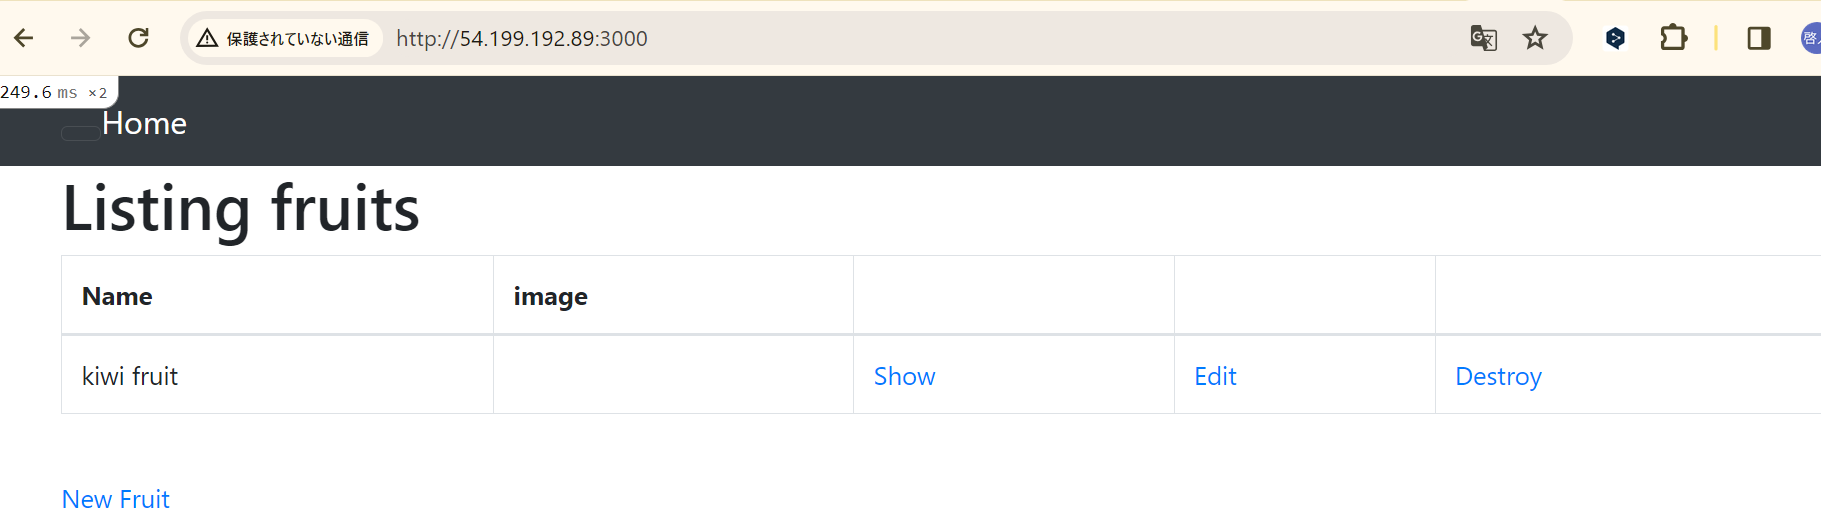 保護されていない通信 http://54.199.192.89:3000
249.6 ms ×2
Home
Listing fruits
Name image
kiwi fruit Show Edit Destroy
New Fruit